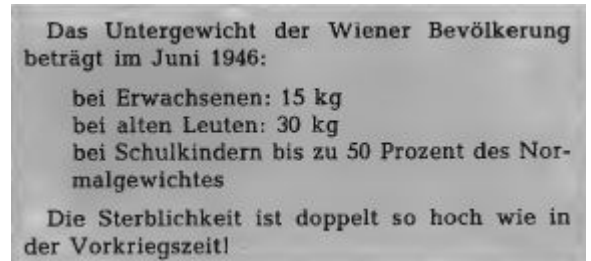 Das Untergewicht der Wiener Bevölkerung
beträgt im Juni 1946:
bei Erwachsenen: 15 kg
bei alten Leuten: 30 kg
bei Schulkindern bis zu 50 Prozent des Nor-
malgewichtes
Die Sterblichkeit ist doppelt so hoch wie in
der Vorkriegszeit!